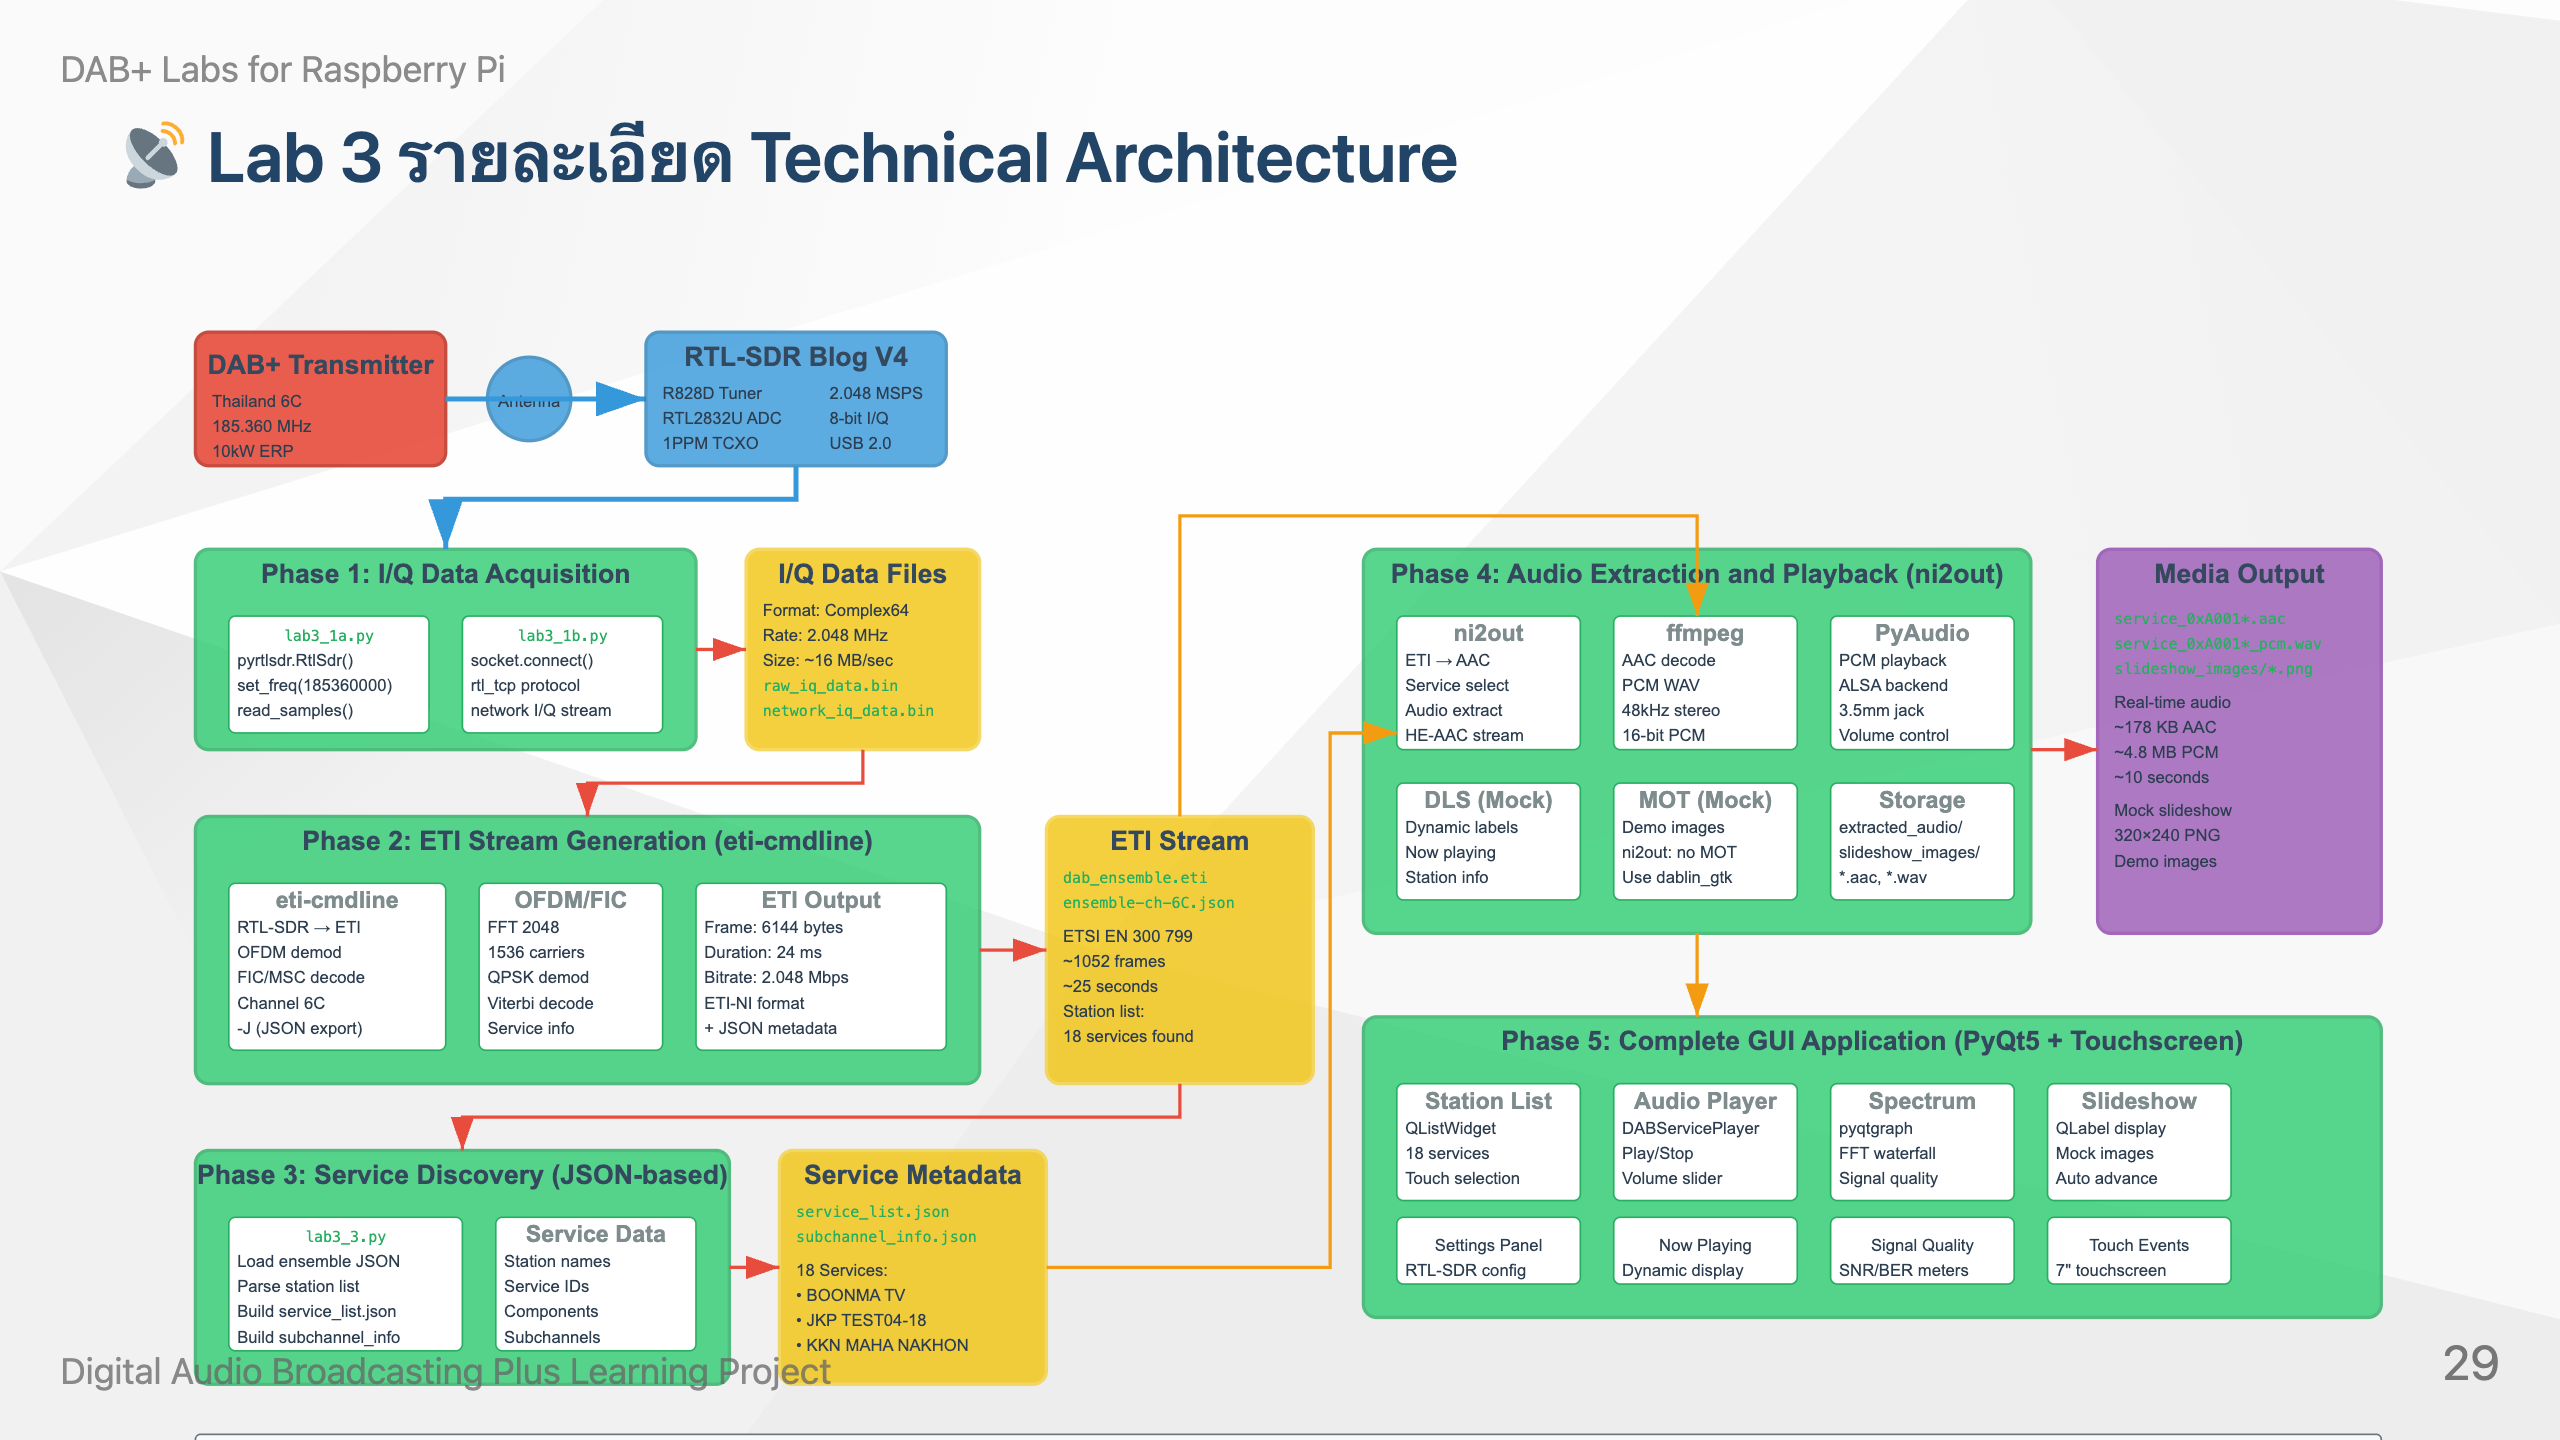 DAB+ Labs for Raspberry Pi
Lab 3 รายละเอียด Technical Architecture
DAB+ Transmitter
Thailand 6C
185.360 MHz
10kW ERP
Antenna
RTL-SDR Blog V4
R828D Tuner
RTL2832U ADC
1PPM TCXO
2.048 MSPS
8-bit I/Q
USB 2.0
Phase 1: I/Q Data Acquisition
lab3_1a.py
pyrtlsdr.RtlSdr()
set_freq(185360000)
read_samples()
lab3_1b.py
socket.connect()
rtl_tcp protocol
network I/Q stream
I/Q Data Files
Format: Complex64
Rate: 2.048 MHz
Size: ~16 MB/sec
raw_iq_data.bin
network_iq_data.bin
Phase 2: ETI Stream Generation (eti-cmdline)
eti-cmdline
RTL-SDR → ETI
OFDM demod
FIC/MSC decode
Channel 6C
-J (JSON export)
OFDM/FIC
FFT 2048
1536 carriers
QPSK demod
Viterbi decode
Service info
ETI Output
Frame: 6144 bytes
Duration: 24 ms
Bitrate: 2.048 Mbps
ETI-NI format
+ JSON metadata
ETI Stream
dab_ensemble.eti
ensemble-ch-6C.json
ETSI EN 300 799
~1052 frames
~25 seconds
Station list:
18 services found
Phase 3: Service Discovery (JSON-based)
lab3_3.py
Load ensemble JSON
Parse station list
Build service_list.json
Build subchannel_info
Service Data
Station names
Service IDs
Components
Subchannels
Service Metadata
service_list.json
subchannel_info.json
18 Services:
• BOONMA TV
• JKP TEST04-18
• KKN MAHA NAKHON
Phase 4: Audio Extraction and Playback (ni2out)
ni2out
ETI → AAC
Service select
Audio extract
HE-AAC stream
ffmpeg
AAC decode
PCM WAV
48kHz stereo
16-bit PCM
PyAudio
PCM playback
ALSA backend
3.5mm jack
Volume control
DLS (Mock)
Dynamic labels
Now playing
Station info
MOT (Mock)
Demo images
ni2out: no MOT
Use dablin_gtk
Storage
extracted_audio/
slideshow_images/
*.aac, *.wav
Media Output
service_0xA001*.aac
service_0xA001*_pcm.wav
slideshow_images/*.png
Real-time audio
~178 KB AAC
~4.8 MB PCM
~10 seconds
Mock slideshow
320×240 PNG
Demo images
Phase 5: Complete GUI Application (PyQt5 + Touchscreen)
Station List
QListWidget
18 services
Touch selection
Audio Player
DABServicePlayer
Play/Stop
Volume slider
Spectrum
pyqtgraph
FFT waterfall
Signal quality
Slideshow
QLabel display
Mock images
Auto advance
Settings Panel
RTL-SDR config
Now Playing
Dynamic display
Signal Quality
SNR/BER meters
Touch Events
7" touchscreen
Digital Audio Broadcasting Plus Learning Project
29